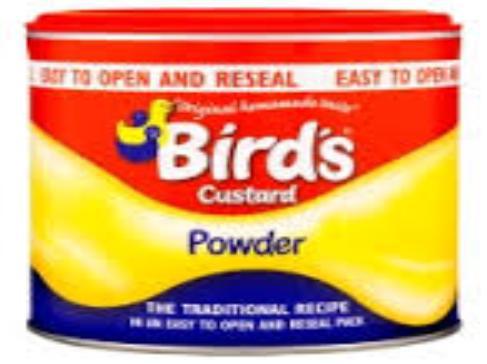 EASY TO OPEN AND RESEAL EASY TO OPEN
"Original homemade taste"
Bird's
Custard
Powder
THE TRADITIONAL RECIPE
IN AN EASY TO OPEN AND RESEAL PACK